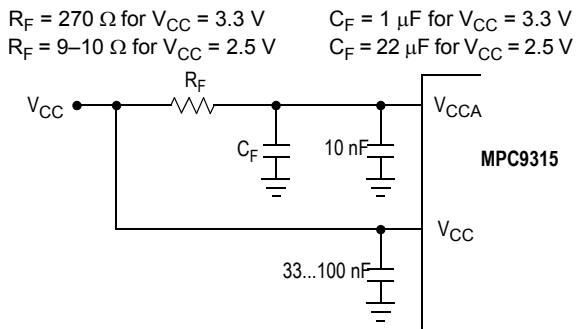 R_F = 270 Ω for V_CC = 3.3 V
C_F = 1 µF for V_CC = 3.3 V
R_F = 9–10 Ω for V_CC = 2.5 V
C_F = 22 µF for V_CC = 2.5 V
R_F
V_CC
V_CCA
C_F
10 nF
MPC9315
V_CC
33...100 nF